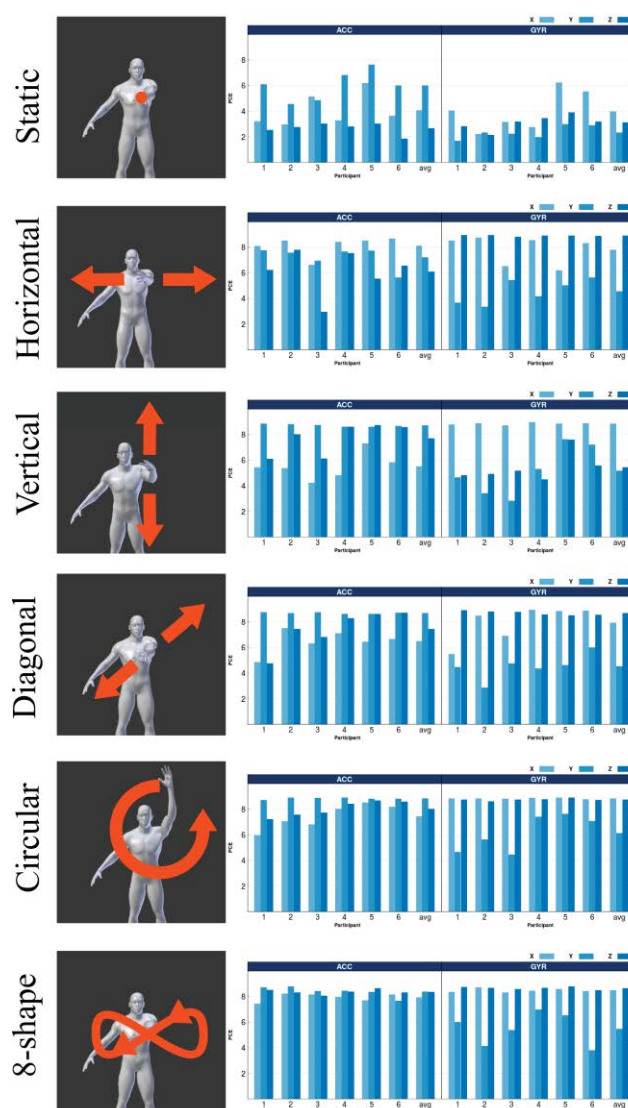 Static
X Y Z
ACC GYR
PCE
8
6
4
2
1 2 3 4 5 6 avg 1 2 3 4 5 6 avg
Participant Participant
Horizontal
X Y Z
ACC GYR
PCE
8
6
4
2
1 2 3 4 5 6 avg 1 2 3 4 5 6 avg
Participant Participant
Vertical
X Y Z
ACC GYR
PCE
8
6
4
2
1 2 3 4 5 6 avg 1 2 3 4 5 6 avg
Participant Participant
Diagonal
X Y Z
ACC GYR
PCE
8
6
4
2
1 2 3 4 5 6 avg 1 2 3 4 5 6 avg
Participant Participant
Circular
X Y Z
ACC GYR
PCE
8
6
4
2
1 2 3 4 5 6 avg 1 2 3 4 5 6 avg
Participant Participant
8-shape
X Y Z
ACC GYR
PCE
8
6
4
2
1 2 3 4 5 6 avg 1 2 3 4 5 6 avg
Participant Participant